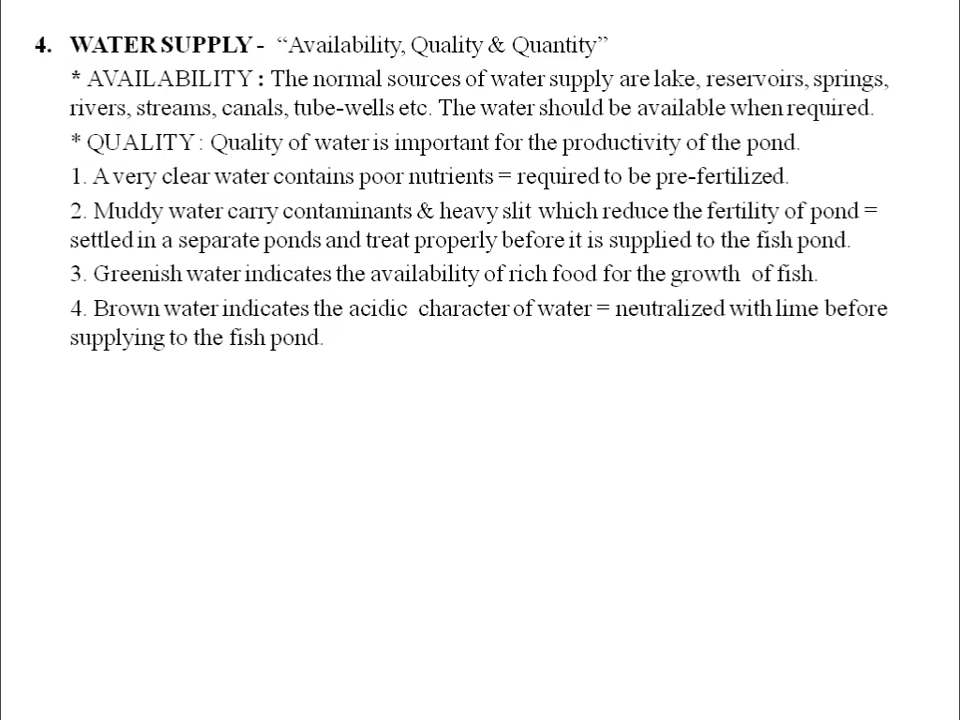 4. WATER SUPPLY - “Availability, Quality & Quantity”
* AVAILABILITY : The normal sources of water supply are lake, reservoirs, springs,
rivers, streams, canals, tube-wells etc. The water should be available when required.
* QUALITY : Quality of water is important for the productivity of the pond.
1. A very clear water contains poor nutrients = required to be pre-fertilized.
2. Muddy water carry contaminants & heavy slit which reduce the fertility of pond =
settled in a separate ponds and treat properly before it is supplied to the fish pond.
3. Greenish water indicates the availability of rich food for the growth of fish.
4. Brown water indicates the acidic character of water = neutralized with lime before
supplying to the fish pond.